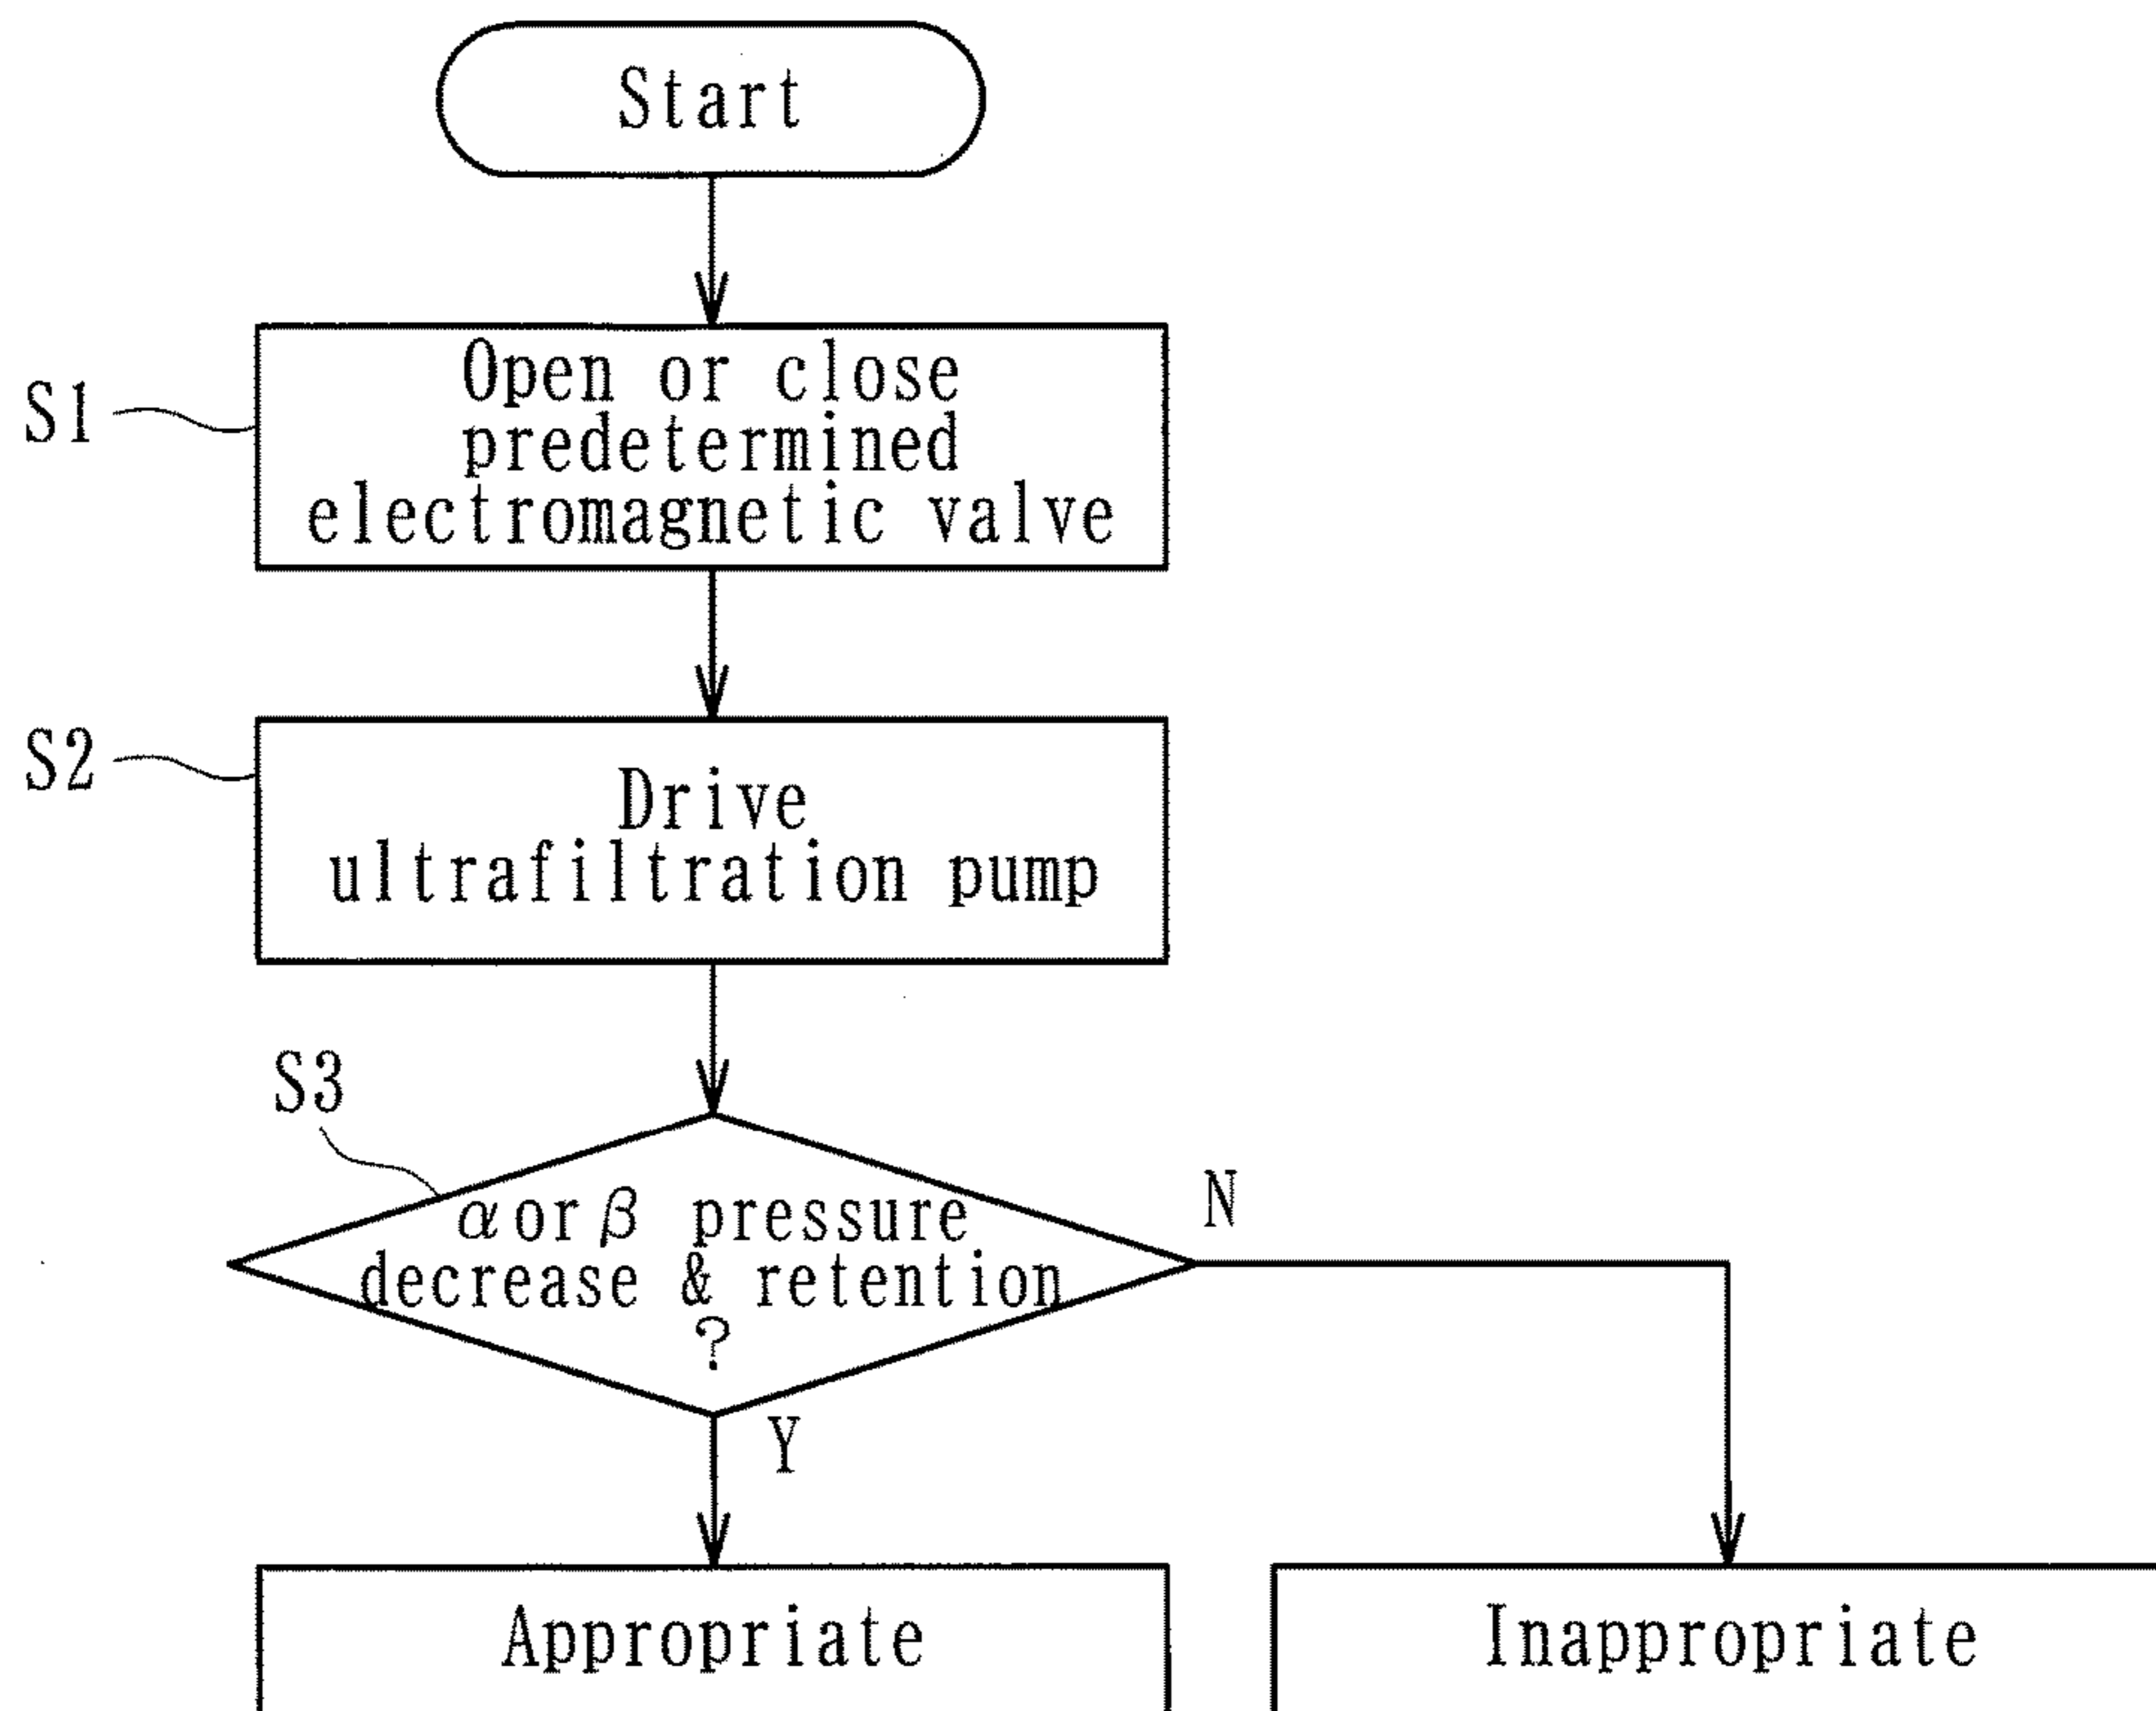 Start
S1
Open or close
predetermined
electromagnetic valve
S2
Drive
ultrafiltration pump
S3
α or β pressure
decrease & retention
?
N
Y
Appropriate
Inappropriate